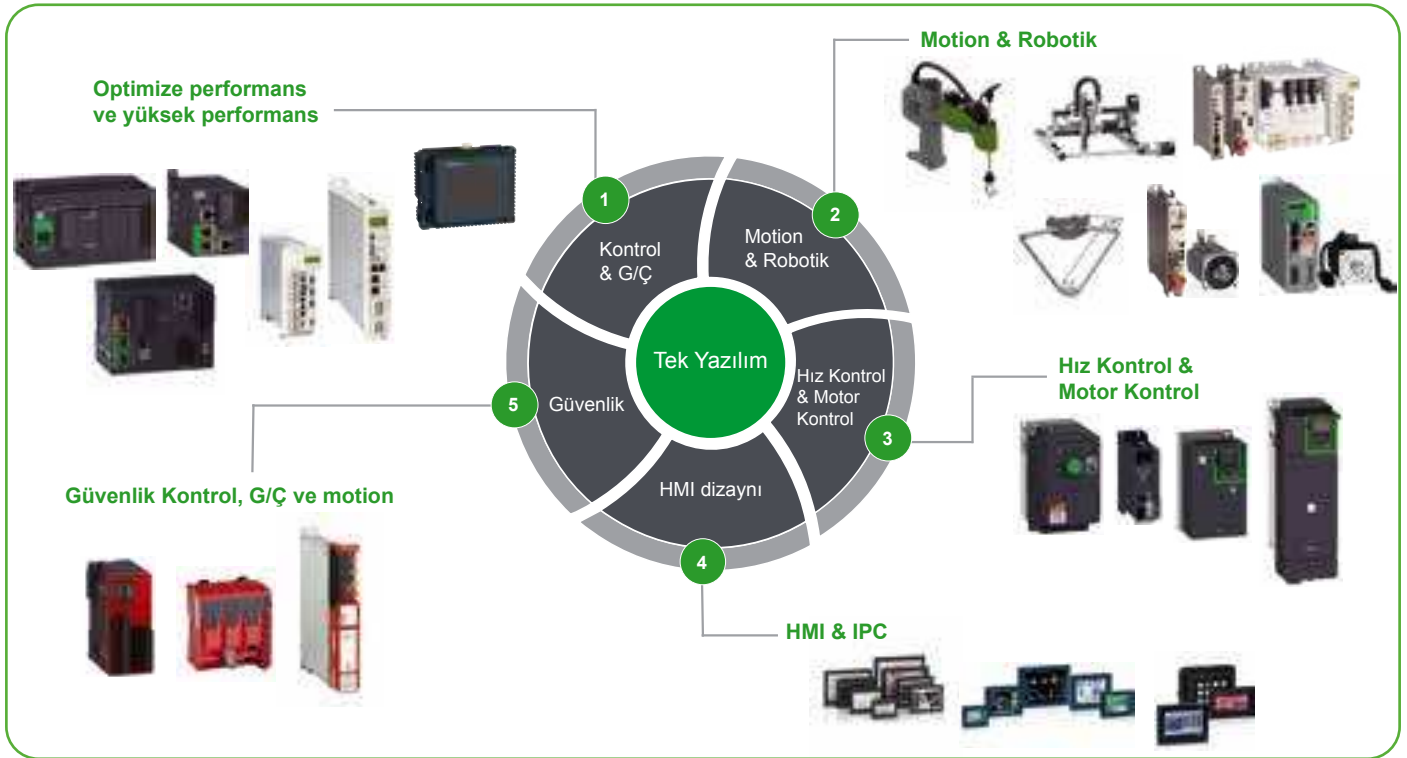 Motion & Robotik
Optimize performans
ve yüksek performans
1
Kontrol
& G/Ç
2
Motion
& Robotik
Tek Yazılım
Hız Kontrol
& Motor
Kontrol
3
Hız Kontrol &
Motor Kontrol
5
Güvenlik
HMI dizaynı
4
Güvenlik Kontrol, G/Ç ve motion
HMI & IPC